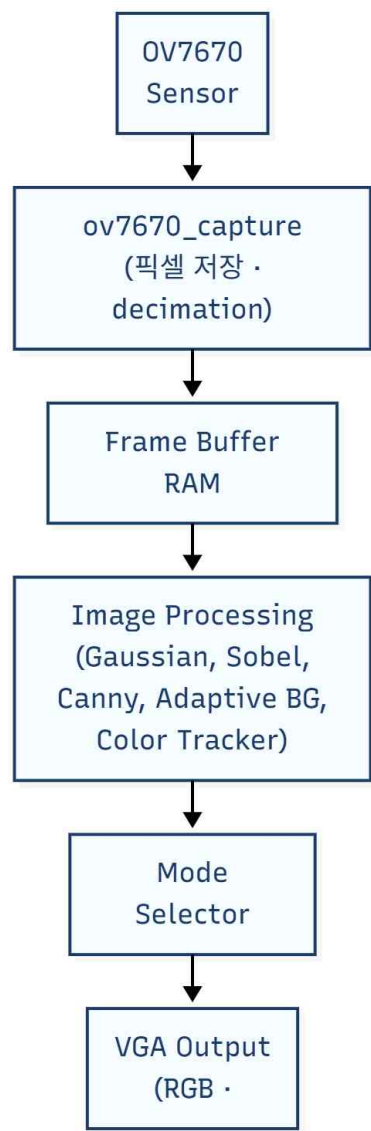 OV7670
Sensor
ov7670_capture
(픽셀 저장 ·
decimation)
Frame Buffer
RAM
Image Processing
(Gaussian, Sobel,
Canny, Adaptive BG,
Color Tracker)
Mode
Selector
VGA Output
(RGB ·